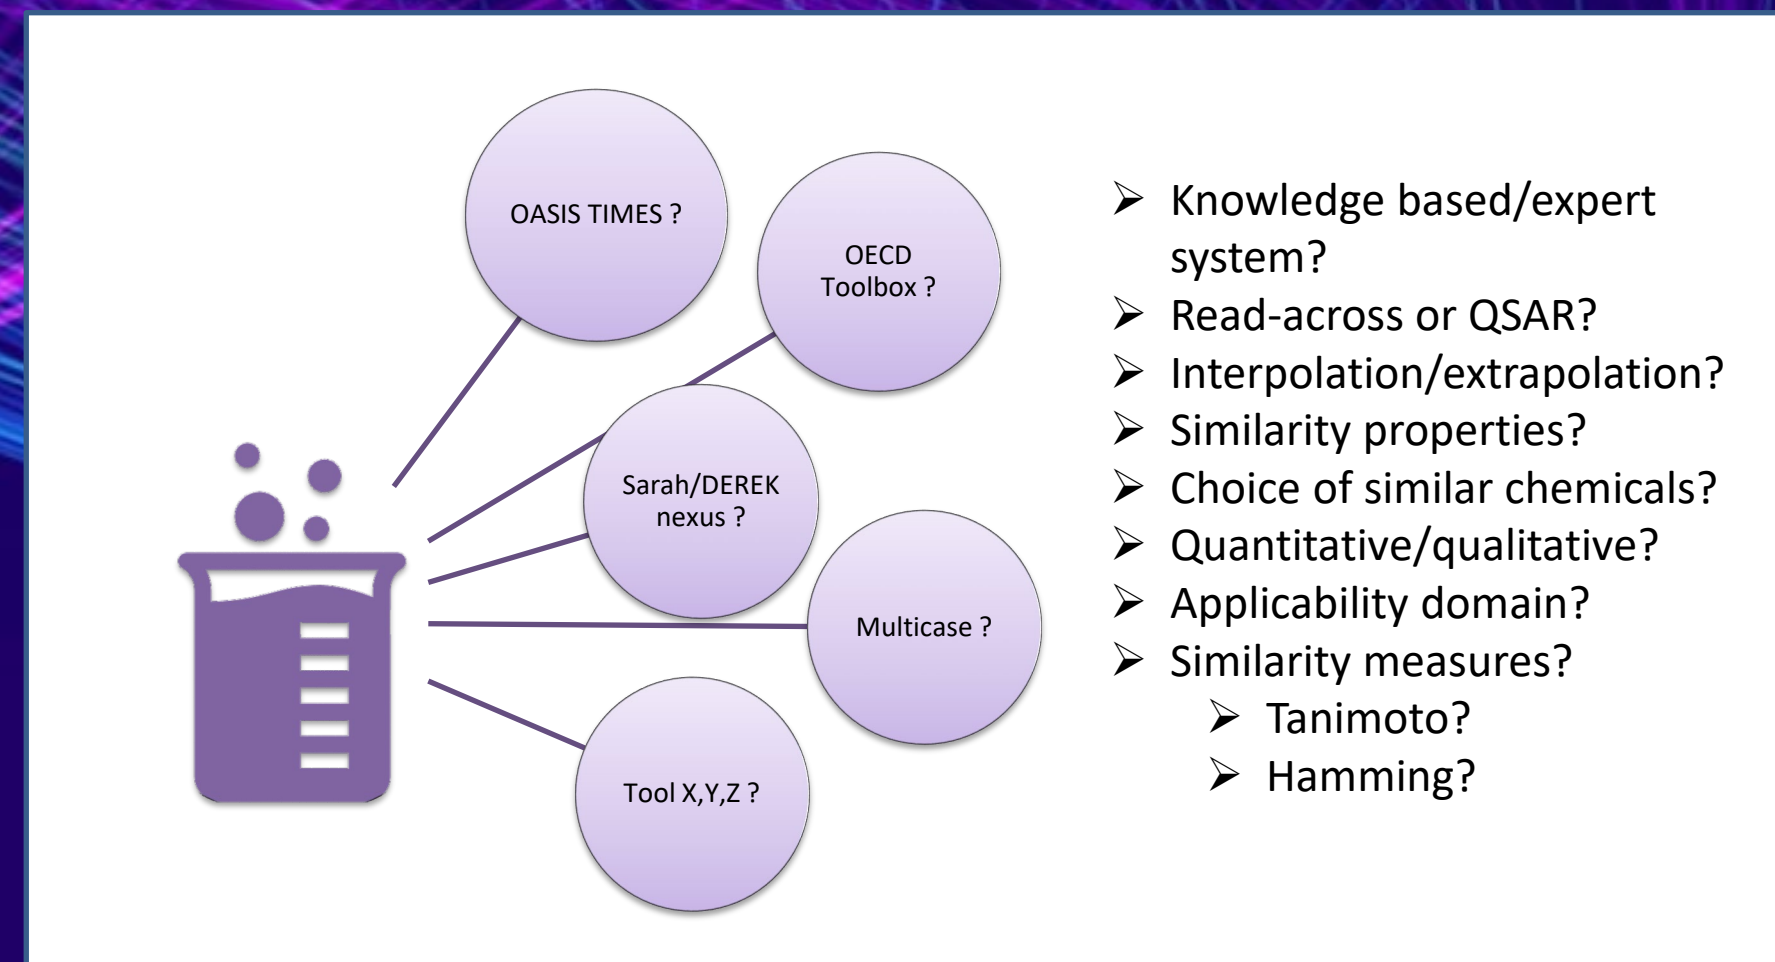 OASIS TIMES ?
OECD
Toolbox ?
Sarah/DEREK
nexus ?
Multicase ?
Tool X,Y,Z ?
➢ Knowledge based/expert
system?
➢ Read-across or QSAR?
➢ Interpolation/extrapolation?
➢ Similarity properties?
➢ Choice of similar chemicals?
➢ Quantitative/qualitative?
➢ Applicability domain?
➢ Similarity measures?
➢ Tanimoto?
➢ Hamming?